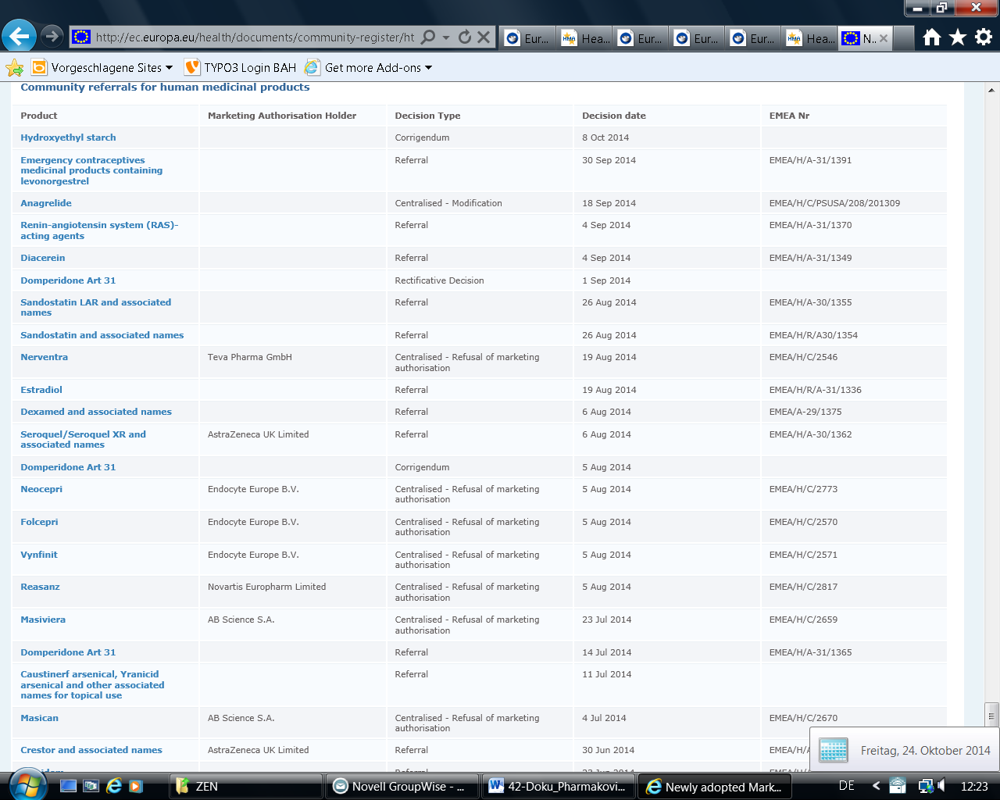 http://ec.europa.eu/health/documents/community-register/ht
Eur...
Hea...
Eur...
Eur...
Eur...
Hea...
N...
Vorgeschlagene Sites
TYPO3 Login BAH
Get more Add-ons
Community referrals for human medicinal products
Product Marketing Authorisation Holder Decision Type Decision date EMEA Nr
Hydroxyethyl starch Corrigendum 8 Oct 2014
Emergency contraceptives Referral 30 Sep 2014 EMEA/H/A-31/1391
medicinal products containing
levonorgestrel
Anagrelide Centralised - Modification 18 Sep 2014 EMEA/H/C/PSUSA/208/201309
Renin-angiotensin system (RAS)- Referral 4 Sep 2014 EMEA/H/A-31/1370
acting agents
Diacerein Referral 4 Sep 2014 EMEA/H/A-31/1349
Domperidone Art 31 Rectificative Decision 1 Sep 2014
Sandostatin LAR and associated Referral 26 Aug 2014 EMEA/H/A-30/1355
names
Sandostatin and associated names Referral 26 Aug 2014 EMEA/H/R/A30/1354
Nerventra Teva Pharma GmbH Centralised - Refusal of marketing 19 Aug 2014 EMEA/H/C/2546
authorisation
Estradiol Referral 19 Aug 2014 EMEA/H/R/A-31/1336
Dexamed and associated names Referral 6 Aug 2014 EMEA/A-29/1375
Seroquel/Seroquel XR and AstraZeneca UK Limited Referral 6 Aug 2014 EMEA/H/A-30/1362
associated names
Domperidone Art 31 Corrigendum 5 Aug 2014
Neocepri Endocyte Europe B.V. Centralised - Refusal of marketing 5 Aug 2014 EMEA/H/C/2773
authorisation
Folcepri Endocyte Europe B.V. Centralised - Refusal of marketing 5 Aug 2014 EMEA/H/C/2570
authorisation
Vynfinit Endocyte Europe B.V. Centralised - Refusal of marketing 5 Aug 2014 EMEA/H/C/2571
authorisation
Reasanz Novartis Europharm Limited Centralised - Refusal of marketing 5 Aug 2014 EMEA/H/C/2817
authorisation
Masiviera AB Science S.A. Centralised - Refusal of marketing 23 Jul 2014 EMEA/H/C/2659
authorisation
Domperidone Art 31 Referral 14 Jul 2014 EMEA/H/A-31/1365
Caustinerf arsenical, Yranicid Referral 11 Jul 2014
arsenical and other associated
names for topical use
Masican AB Science S.A. Centralised - Refusal of marketing 4 Jul 2014 EMEA/H/C/2670
authorisation
Crestor and associated names AstraZeneca UK Limited Referral 30 Jun 2014 EMEA/H/A
Freitag, 24. Oktober 2014
ZEN
Novell GroupWise - ...
42-Doku_Pharmakovi...
Newly adopted Mark...
DE
12:23